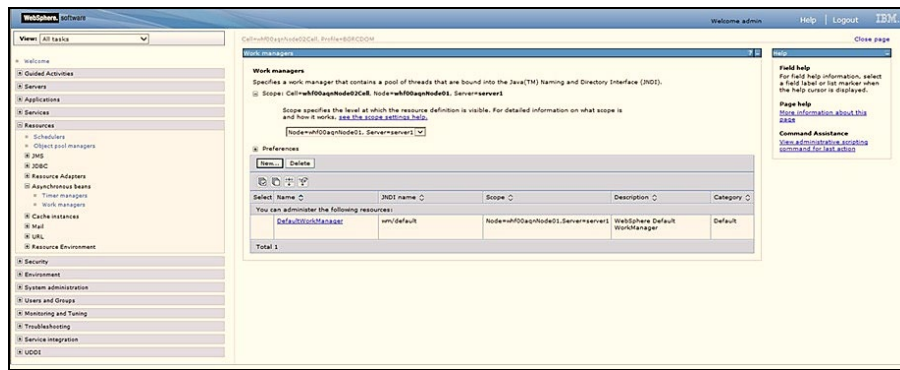 WebSphere. software
Welcome admin
Help | Logout
IBM.
View: All tasks
Welcome
Guided Activities
Servers
Applications
Services
Resources
Schedulers
Object pool managers
JMS
JDBC
Resource Adapters
Asynchronous beans
Timer managers
Work managers
Cache instances
Mail
URL
Resource Environment
Security
Environment
System administration
Users and Groups
Monitoring and Tuning
Troubleshooting
Service integration
UDDI
Cell=whf00aqnNode02Cell, Profile=BORCDOM
Close page
Work managers
Work managers
Specifies a work manager that contains a pool of threads that are bound into the Java(TM) Naming and Directory Interface (JNDI).
Scope: Cell=whf00aqnNode02Cell, Node=whf00aqnNode01, Server=server1
Scope specifies the level at which the resource definition is visible. For detailed information on what scope is
and how it works, see the scope settings help.
Node=whf00aqnNode01, Server=server1
Preferences
New... Delete
Select Name JNDI name Scope Description Category
You can administer the following resources:
DefaultWorkManager wm/default Node=whf00aqnNode01,Server=server1 WebSphere Default Default
WorkManager
Total 1
Help
Field help
For field help information, select
a field label or list marker when
the help cursor is displayed.
Page help
More information about this
page
Command Assistance
View administrative scripting
command for last action